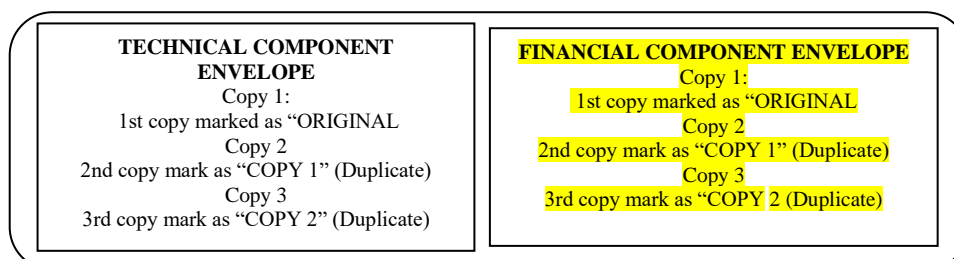 TECHNICAL COMPONENT
ENVELOPE
Copy 1:
1st copy marked as “ORIGINAL
Copy 2
2nd copy mark as “COPY 1” (Duplicate)
Copy 3
3rd copy mark as “COPY 2” (Duplicate)
FINANCIAL COMPONENT ENVELOPE
Copy 1:
1st copy marked as “ORIGINAL
Copy 2
2nd copy mark as “COPY 1” (Duplicate)
Copy 3
3rd copy mark as “COPY 2 (Duplicate)